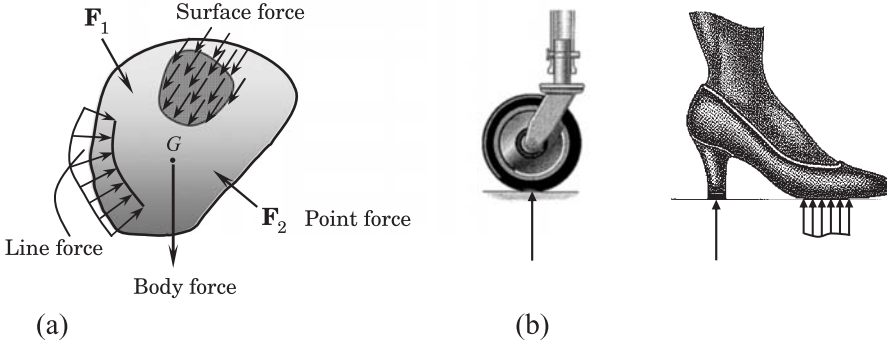 Surface force
F1
G
F2 Point force
Line force
Body force
(a)
(b)